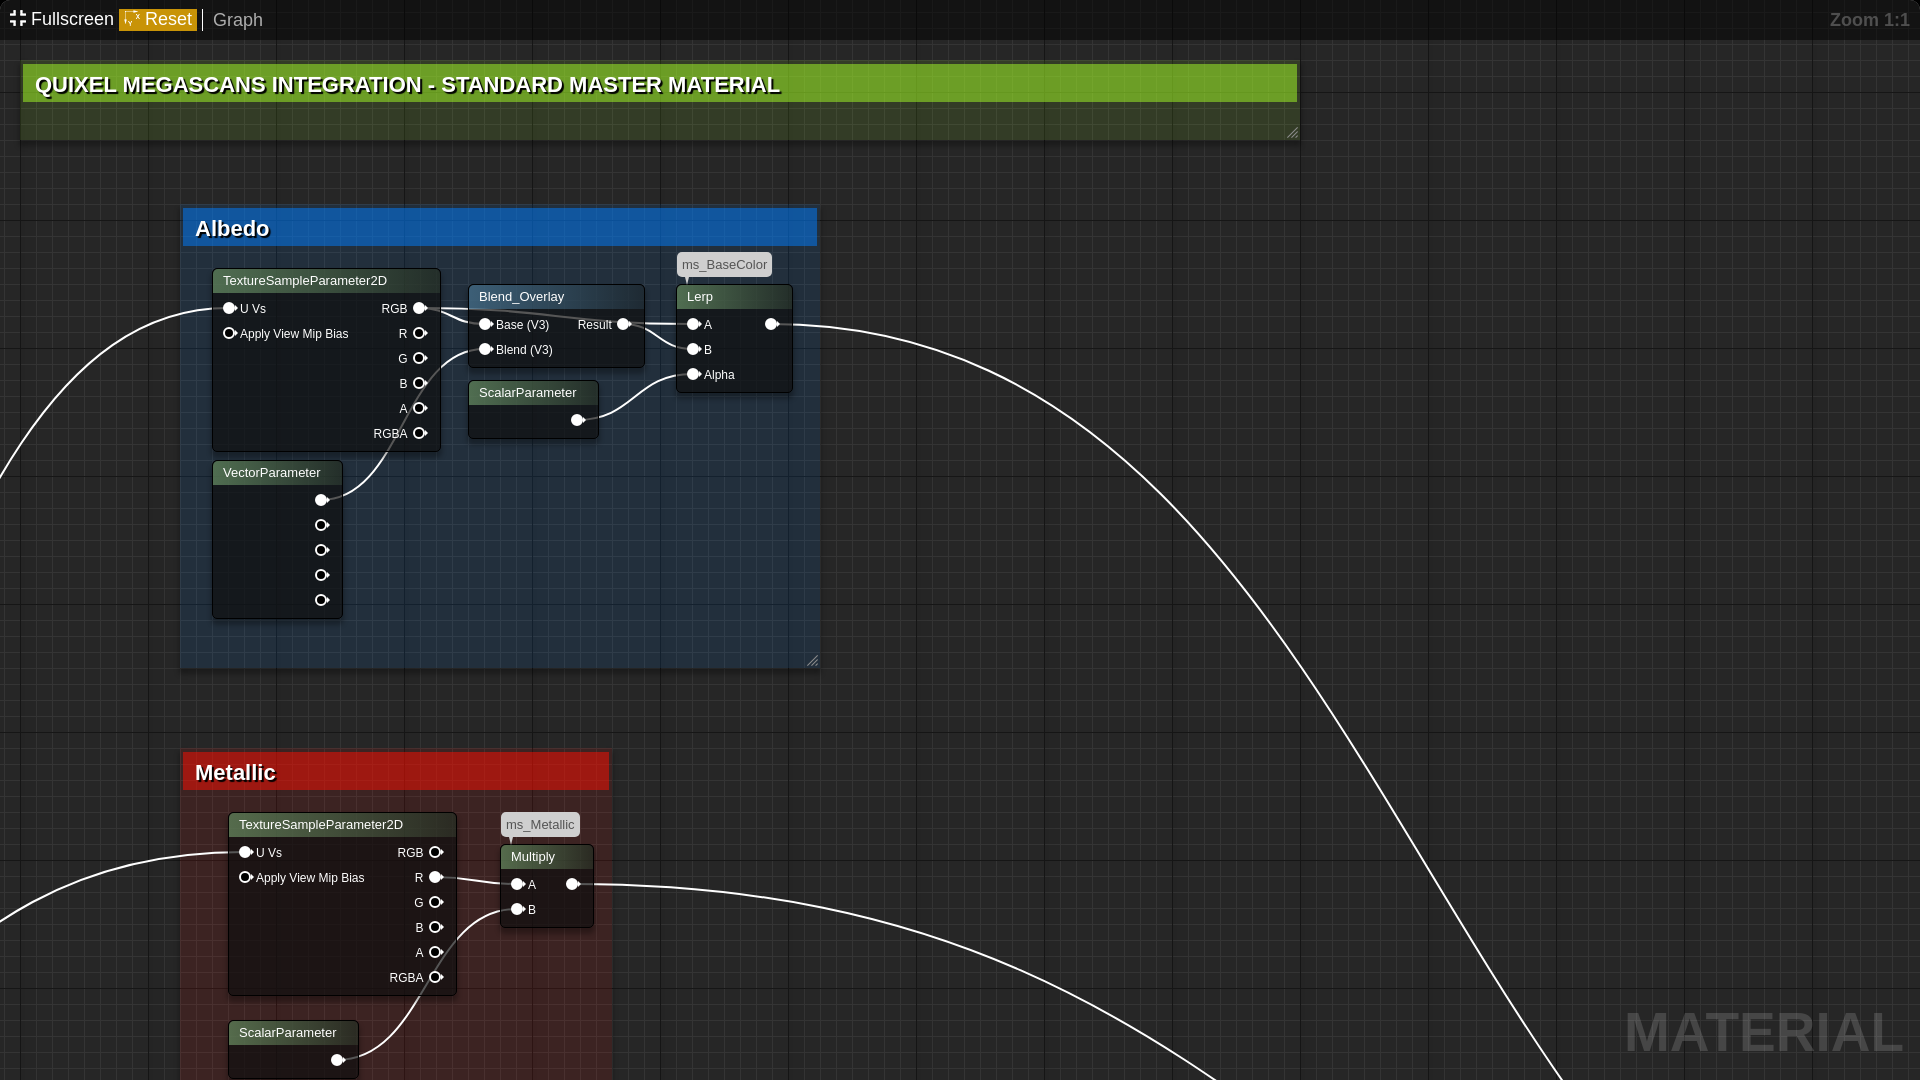 Fullscreen Reset Graph Zoom 1:1
QUIXEL MEGASCANS INTEGRATION - STANDARD MASTER MATERIAL
Albedo
ms_BaseColor
TextureSampleParameter2D
U Vs RGB
Apply View Mip Bias R
G
B
A
RGBA
Blend_Overlay
Base (V3) Result
Blend (V3)
Lerp
A
B
Alpha
ScalarParameter
VectorParameter
Metallic
ms_Metallic
TextureSampleParameter2D
U Vs RGB
Apply View Mip Bias R
G
B
A
RGBA
Multiply
A
B
ScalarParameter
MATERIAL